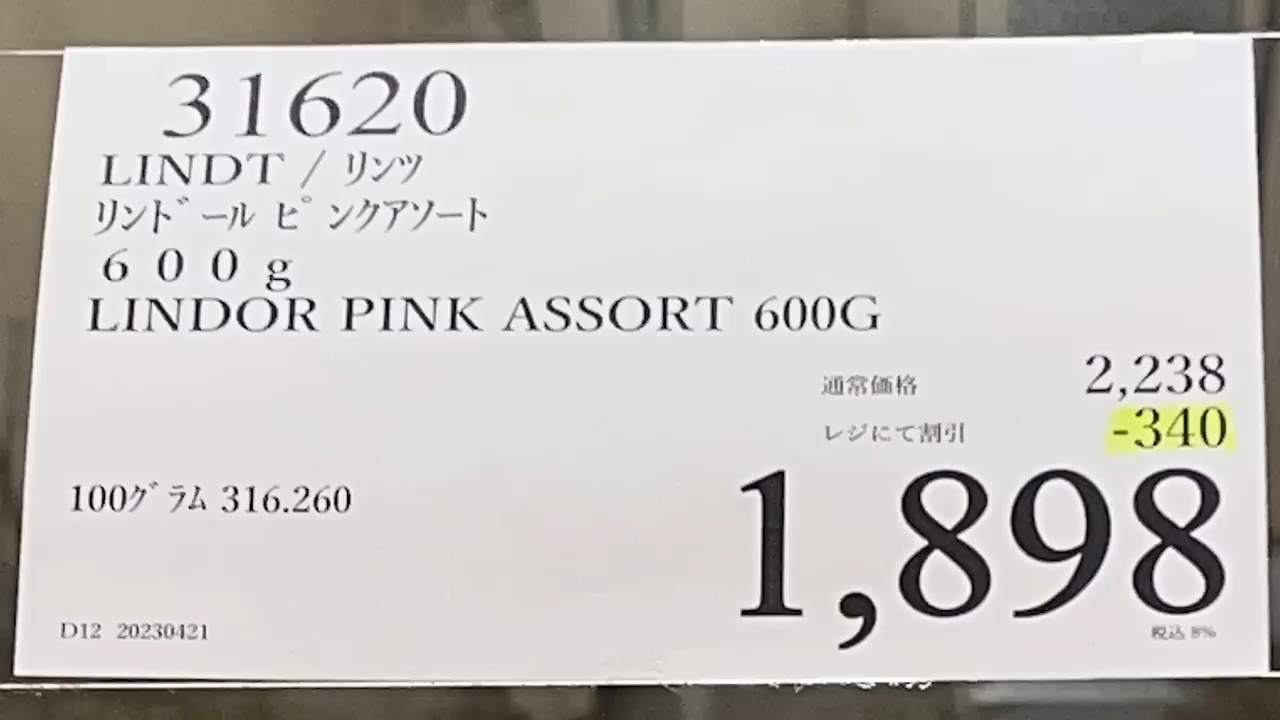 31620
LINDT / リンツ
リンドール ピンクアソート
６００ｇ
LINDOR PINK ASSORT 600G
通常価格 2,238
レジにて割引 -340
1,898
100グラム 316.260
税込 8%
D12 20230421